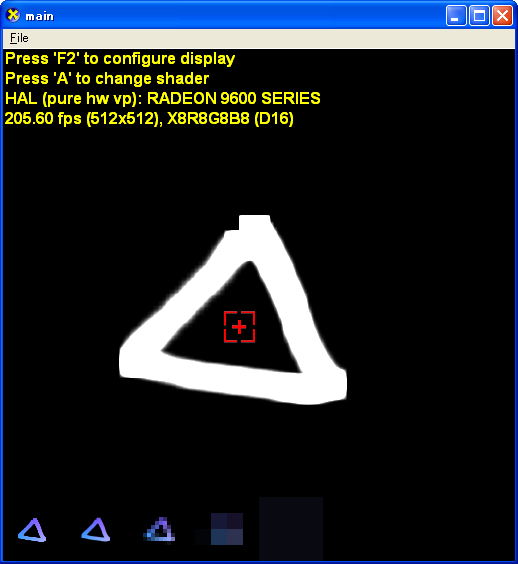 main
File
Press 'F2' to configure display
Press 'A' to change shader
HAL (pure hw vp): RADEON 9600 SERIES
205.60 fps (512x512), X8R8G8B8 (D16)